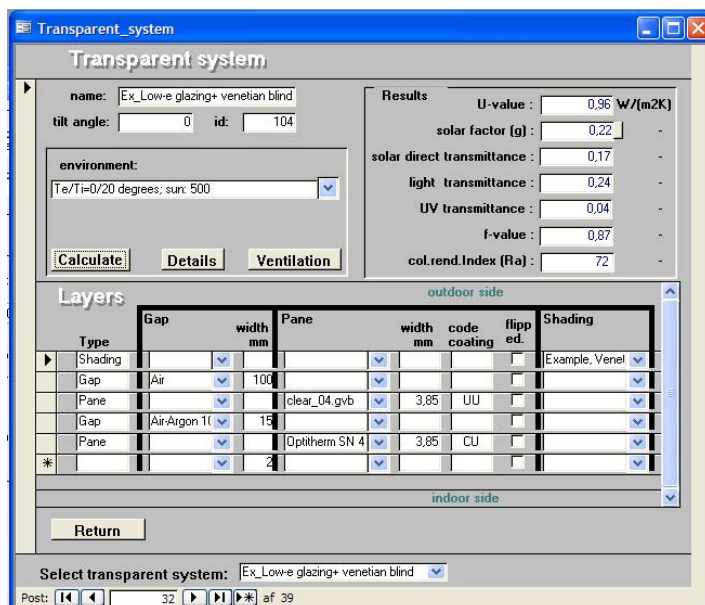 Transparent_system
Transparent system
name: Ex_Low-e glazing+ venetian blind
tilt angle: 0 id: 104
environment:
Te/Ti=0/20 degrees; sun: 500
Calculate Details Ventilation
Results
U-value : 0,96 W/(m2K)
solar factor (g) : 0,22 -
solar direct transmittance : 0,17 -
light transmittance : 0,24 -
UV transmittance : 0,04 -
f-value : 0,87 -
col.rend.Index (Ra) : 72 -
Layers
outdoor side
Type Gap width mm Pane width mm code coating flipp ed. Shading
Shading Example, Venel
Gap Air 100
Pane clear_04.gvb 3,85 UU
Gap Air-Argon 1( 15
Pane Optitherm SN 4 3,85 CU
* 2
indoor side
Return
Select transparent system: Ex_Low-e glazing+ venetian blind
Post: 32 af 39